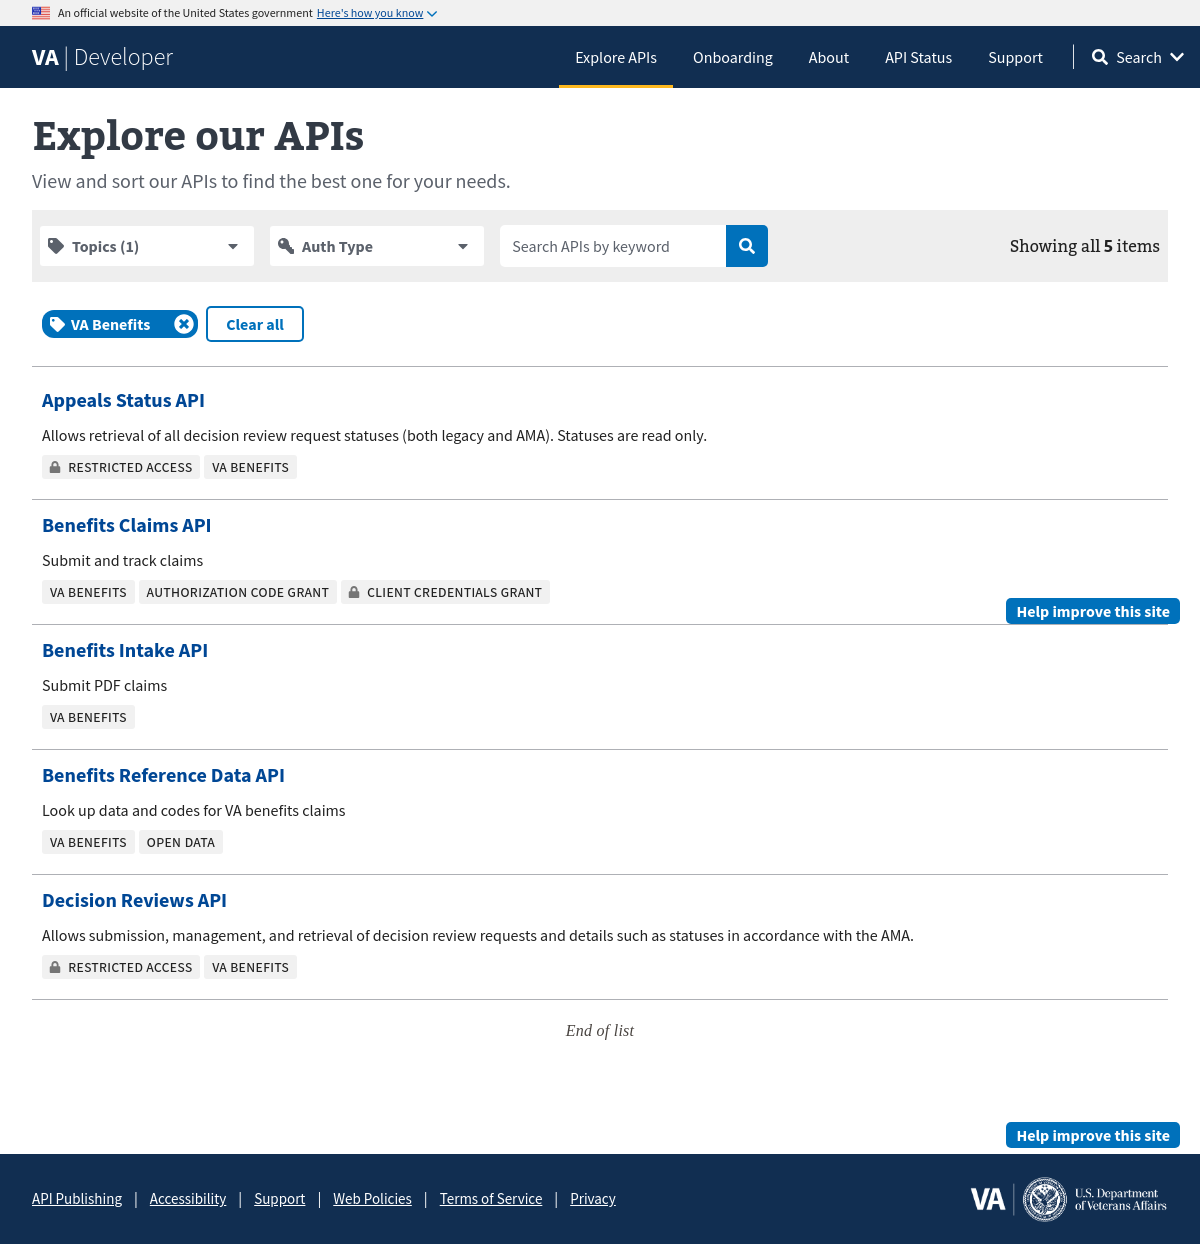 An official website of the United States government Here's how you know
VA | Developer
Explore APIs Onboarding About API Status Support Search
Explore our APIs
View and sort our APIs to find the best one for your needs.
Topics (1) Auth Type Search APIs by keyword Showing all 5 items
VA Benefits Clear all
Appeals Status API
Allows retrieval of all decision review request statuses (both legacy and AMA). Statuses are read only.
RESTRICTED ACCESS VA BENEFITS
Benefits Claims API
Submit and track claims
VA BENEFITS AUTHORIZATION CODE GRANT CLIENT CREDENTIALS GRANT
Help improve this site
Benefits Intake API
Submit PDF claims
VA BENEFITS
Benefits Reference Data API
Look up data and codes for VA benefits claims
VA BENEFITS OPEN DATA
Decision Reviews API
Allows submission, management, and retrieval of decision review requests and details such as statuses in accordance with the AMA.
RESTRICTED ACCESS VA BENEFITS
End of list
Help improve this site
API Publishing | Accessibility | Support | Web Policies | Terms of Service | Privacy
VA | U.S. Department
of Veterans Affairs